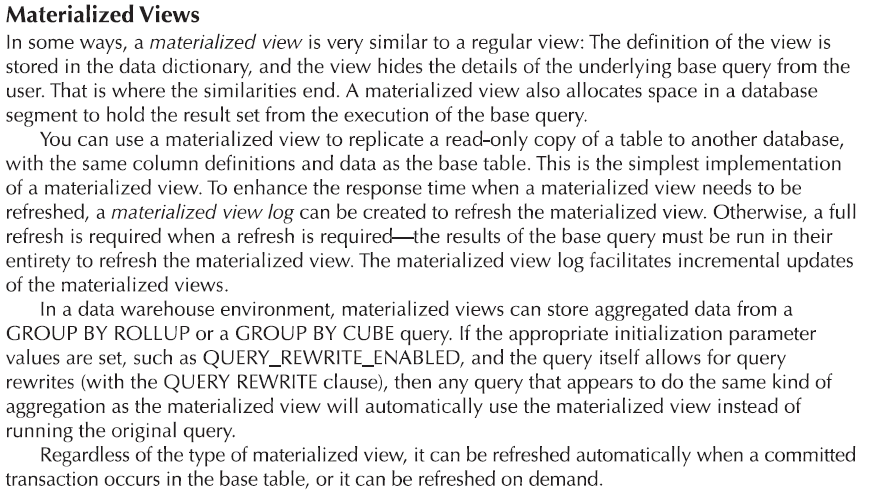 Materialized Views
In some ways, a materialized view is very similar to a regular view: The definition of the view is
stored in the data dictionary, and the view hides the details of the underlying base query from the
user. That is where the similarities end. A materialized view also allocates space in a database
segment to hold the result set from the execution of the base query.
You can use a materialized view to replicate a read-only copy of a table to another database,
with the same column definitions and data as the base table. This is the simplest implementation
of a materialized view. To enhance the response time when a materialized view needs to be
refreshed, a materialized view log can be created to refresh the materialized view. Otherwise, a full
refresh is required when a refresh is required—the results of the base query must be run in their
entirety to refresh the materialized view. The materialized view log facilitates incremental updates
of the materialized views.
In a data warehouse environment, materialized views can store aggregated data from a
GROUP BY ROLLUP or a GROUP BY CUBE query. If the appropriate initialization parameter
values are set, such as QUERY_REWRITE_ENABLED, and the query itself allows for query
rewrites (with the QUERY REWRITE clause), then any query that appears to do the same kind of
aggregation as the materialized view will automatically use the materialized view instead of
running the original query.
Regardless of the type of materialized view, it can be refreshed automatically when a committed
transaction occurs in the base table, or it can be refreshed on demand.